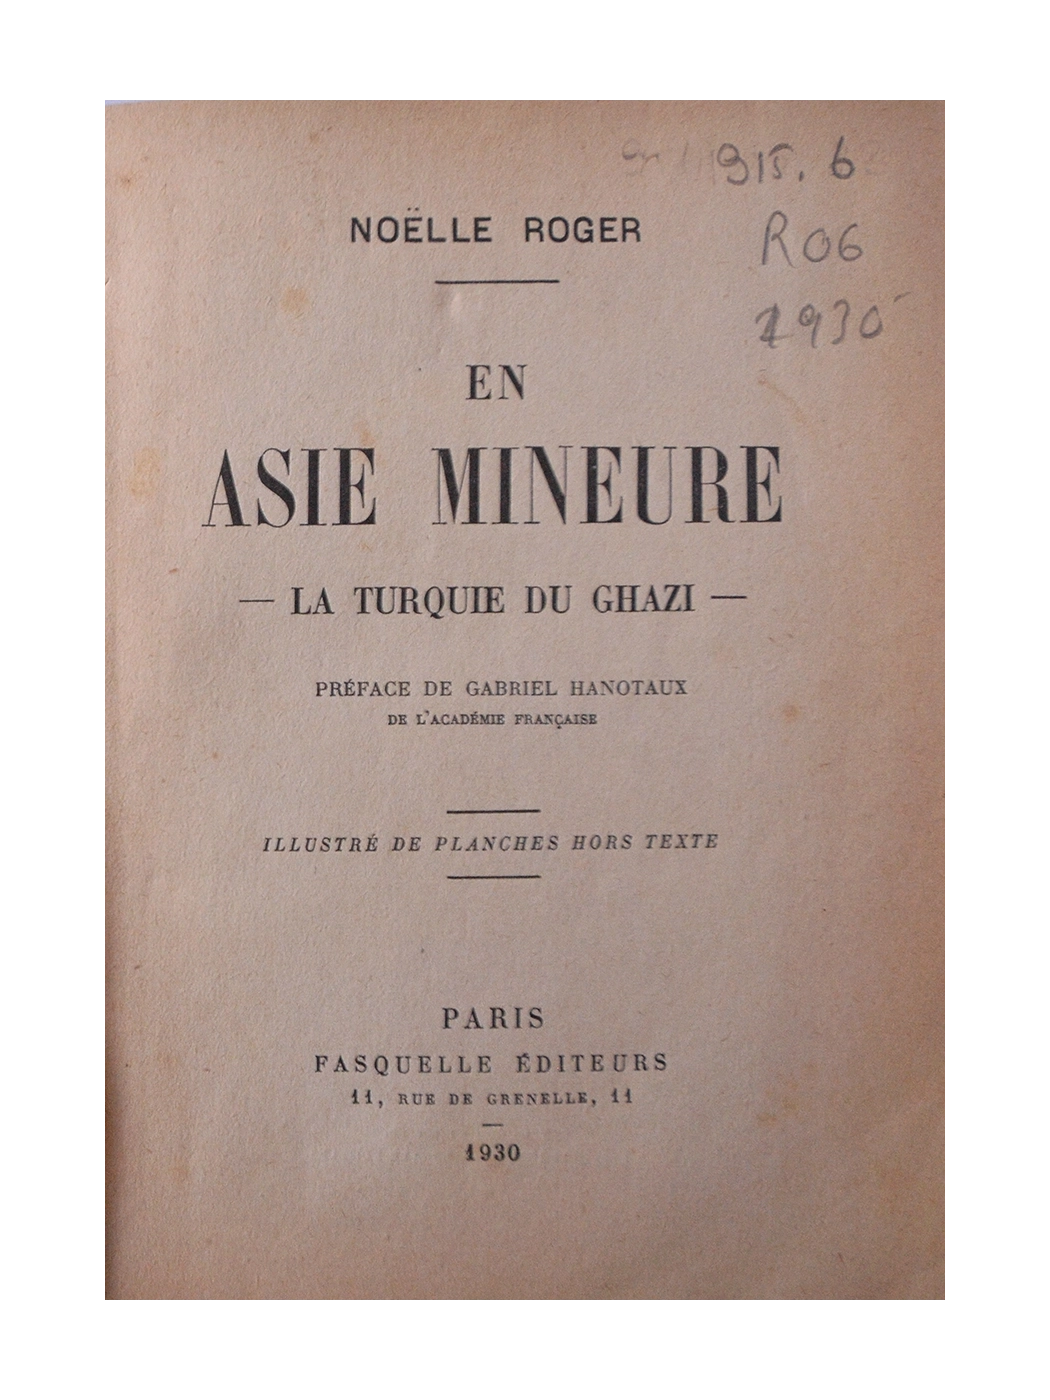 915.6
R06
1930
NOËLLE ROGER
EN
ASIE MINEURE
— LA TURQUIE DU GHAZI —
PRÉFACE DE GABRIEL HANOTAUX
DE L'ACADÉMIE FRANÇAISE
ILLUSTRÉ DE PLANCHES HORS TEXTE
PARIS
FASQUELLE ÉDITEURS
11, RUE DE GRENELLE, 11
1930